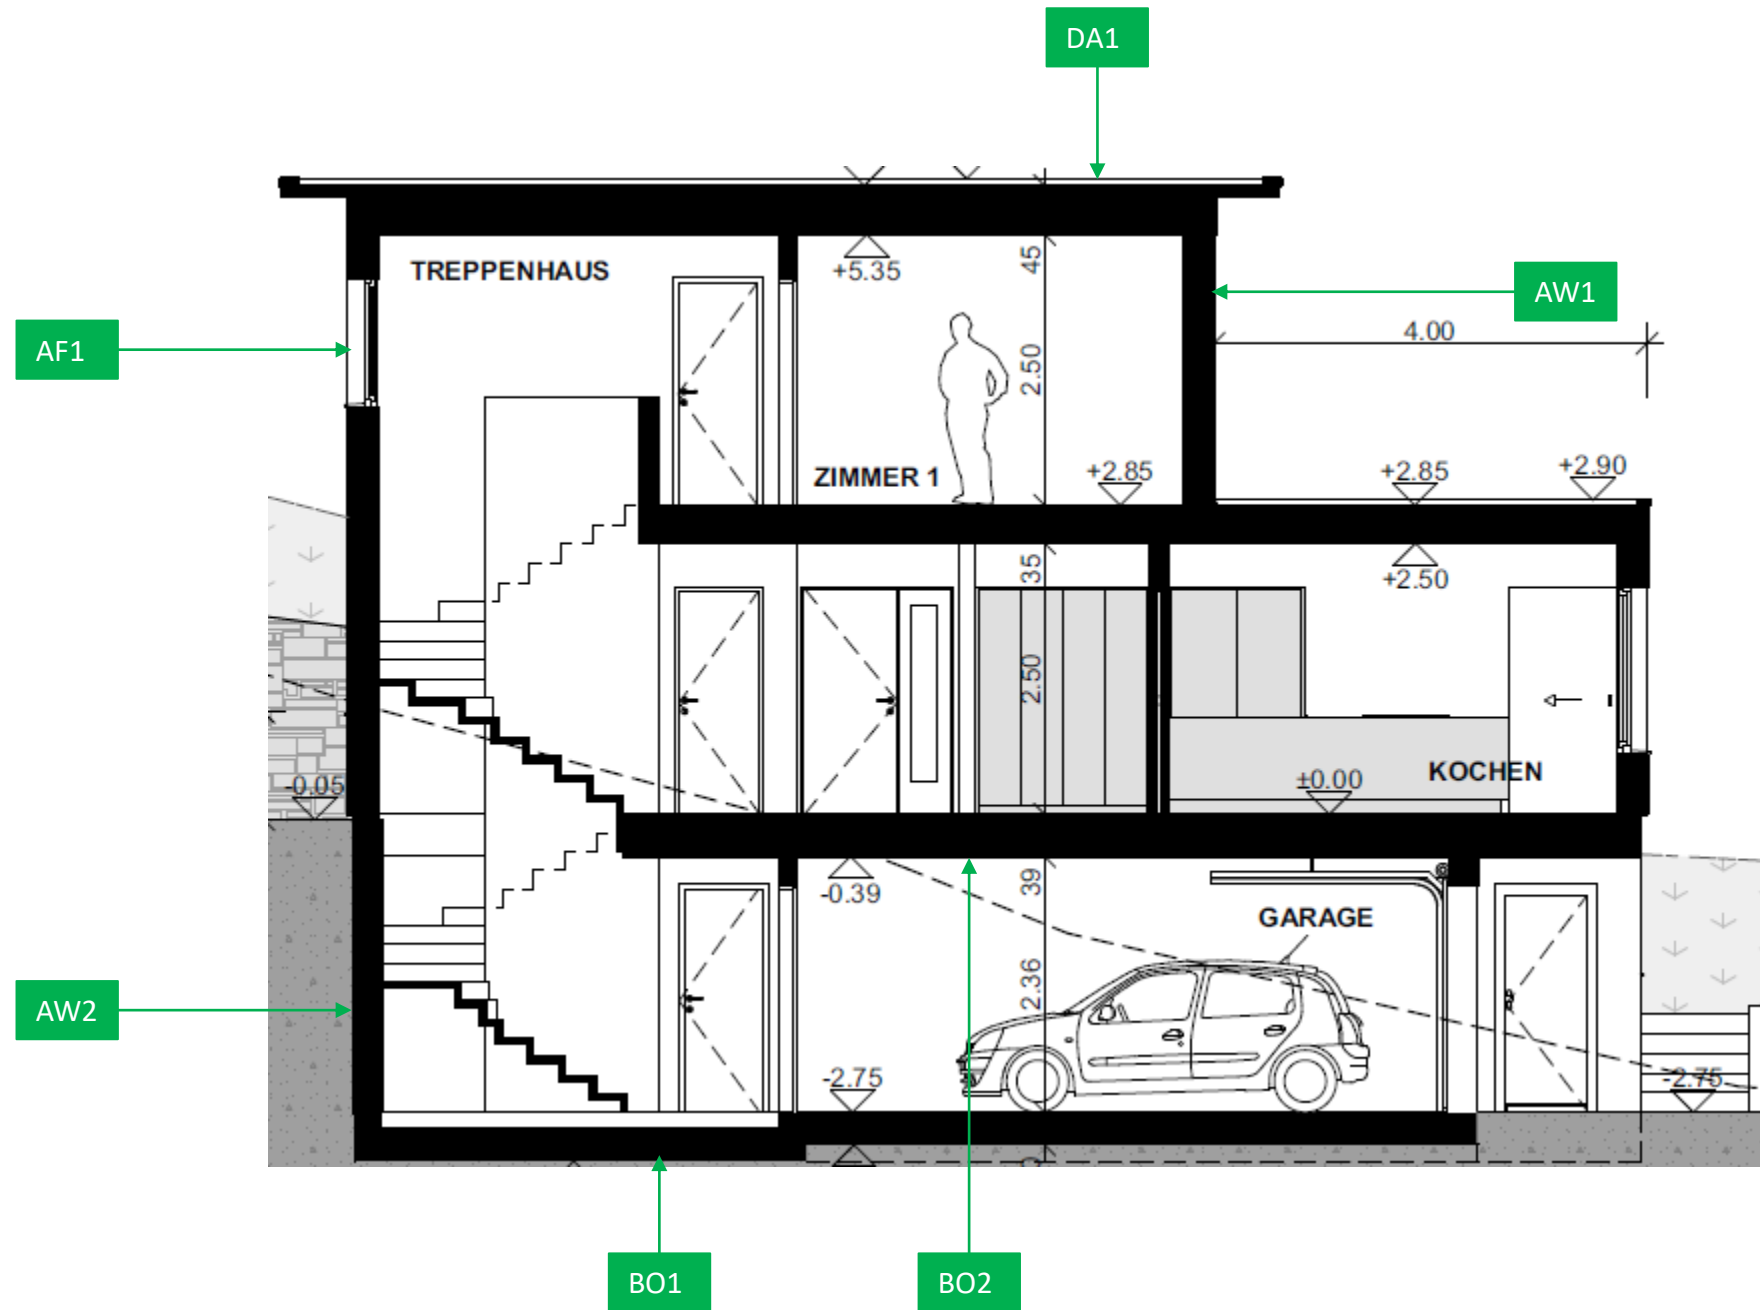 DA1
TREPPENHAUS
+5.35
45
AW1
4.00
AF1
2.50
ZIMMER 1
+2.85
+2.85
+2.90
35
+2.50
2.50
-0.05
±0.00
KOCHEN
-0.39
39
GARAGE
2.36
AW2
-2.75
-2.75
BO1
BO2